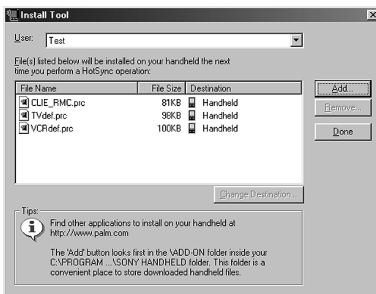 Install Tool
User: Test
File(s) listed below will be installed on your handheld the next
time you perform a HotSync operation:
File Name File Size Destination
CLIE_RMC.prc 81KB Handheld
TVdef.prc 98KB Handheld
VCRdef.prc 100KB Handheld
Add...
Remove...
Done
Change Destination...
Tips:
Find other applications to install on your handheld at
http://www.palm.com
The 'Add' button looks first in the \ADD-ON folder inside your
C:\PROGRAM ...\SONY HANDHELD folder. This folder is a
convenient place to store downloaded handheld files.